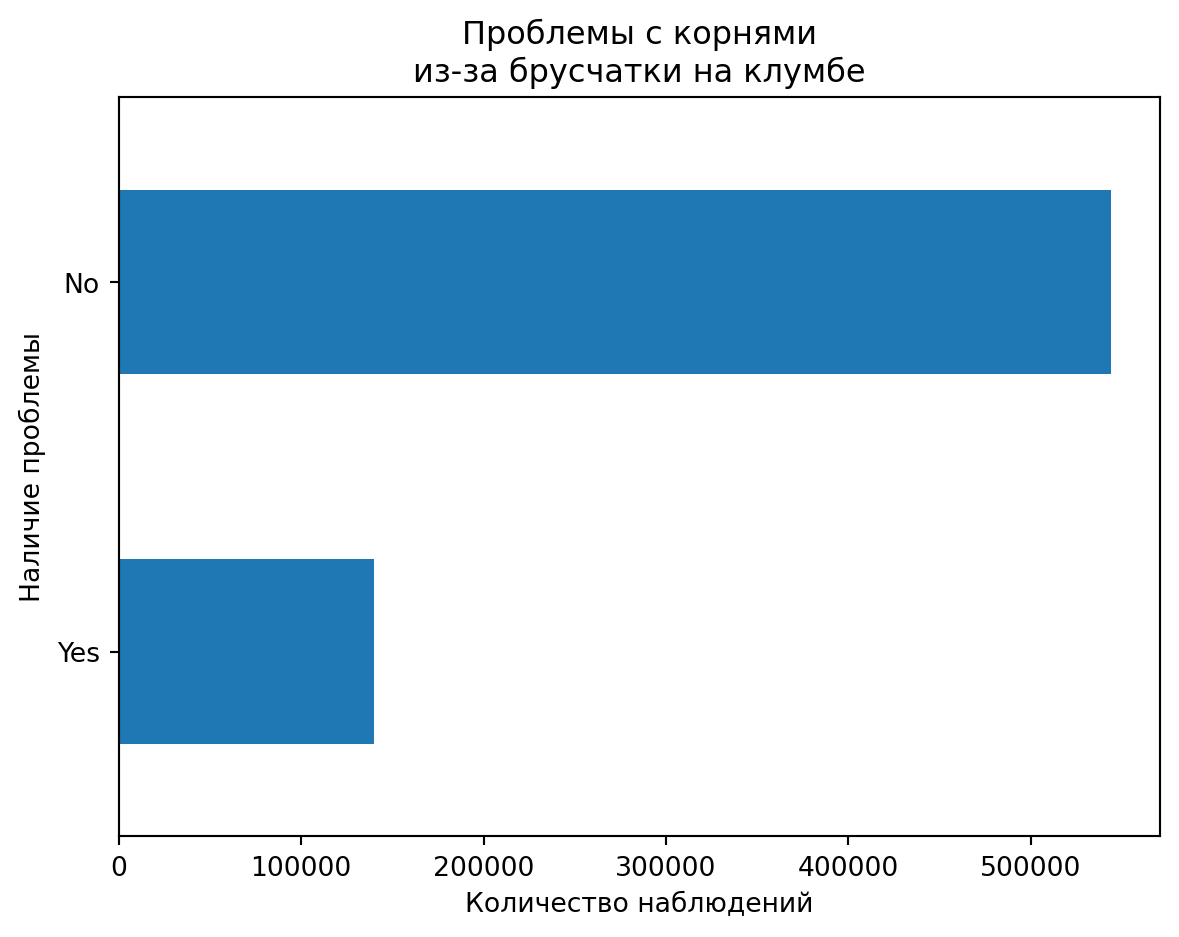 Проблемы с корнями
из-за брусчатки на клумбе
Наличие проблемы
No
Yes
0 100000 200000 300000 400000 500000
Количество наблюдений